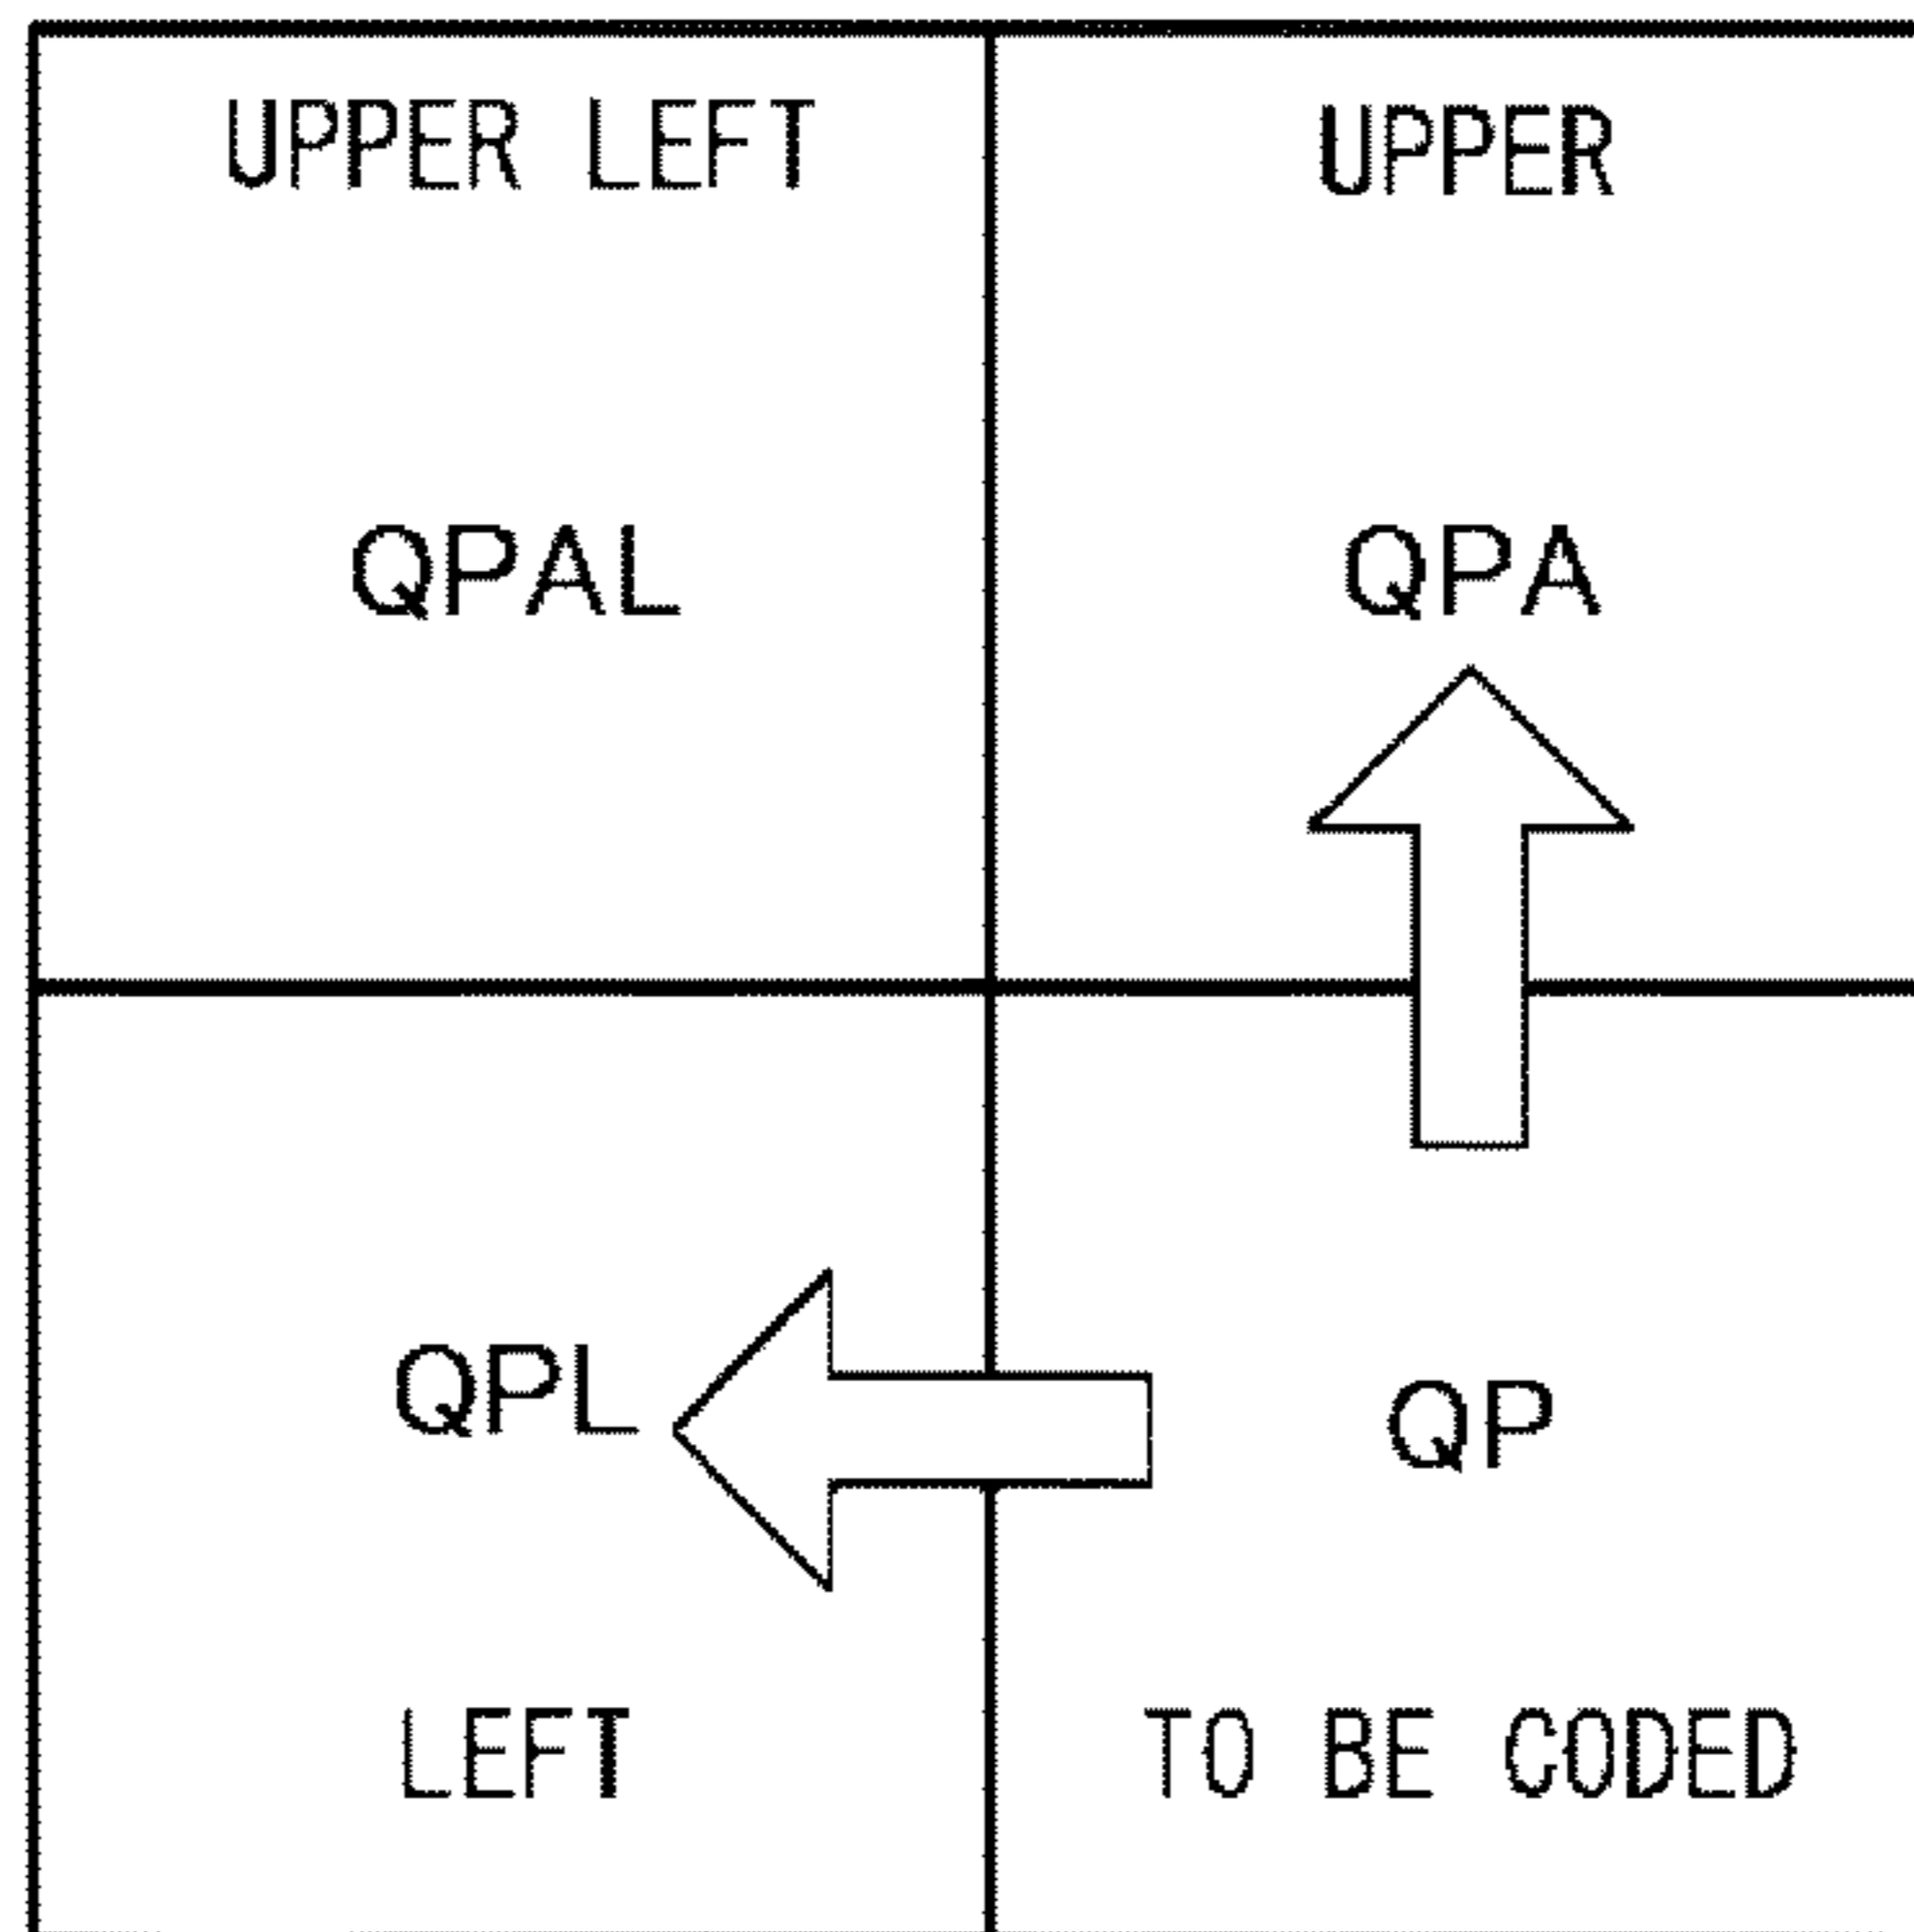 UPPER LEFT
UPPER
QPAL
QPA
QPL
QP
LEFT
TO BE CODED